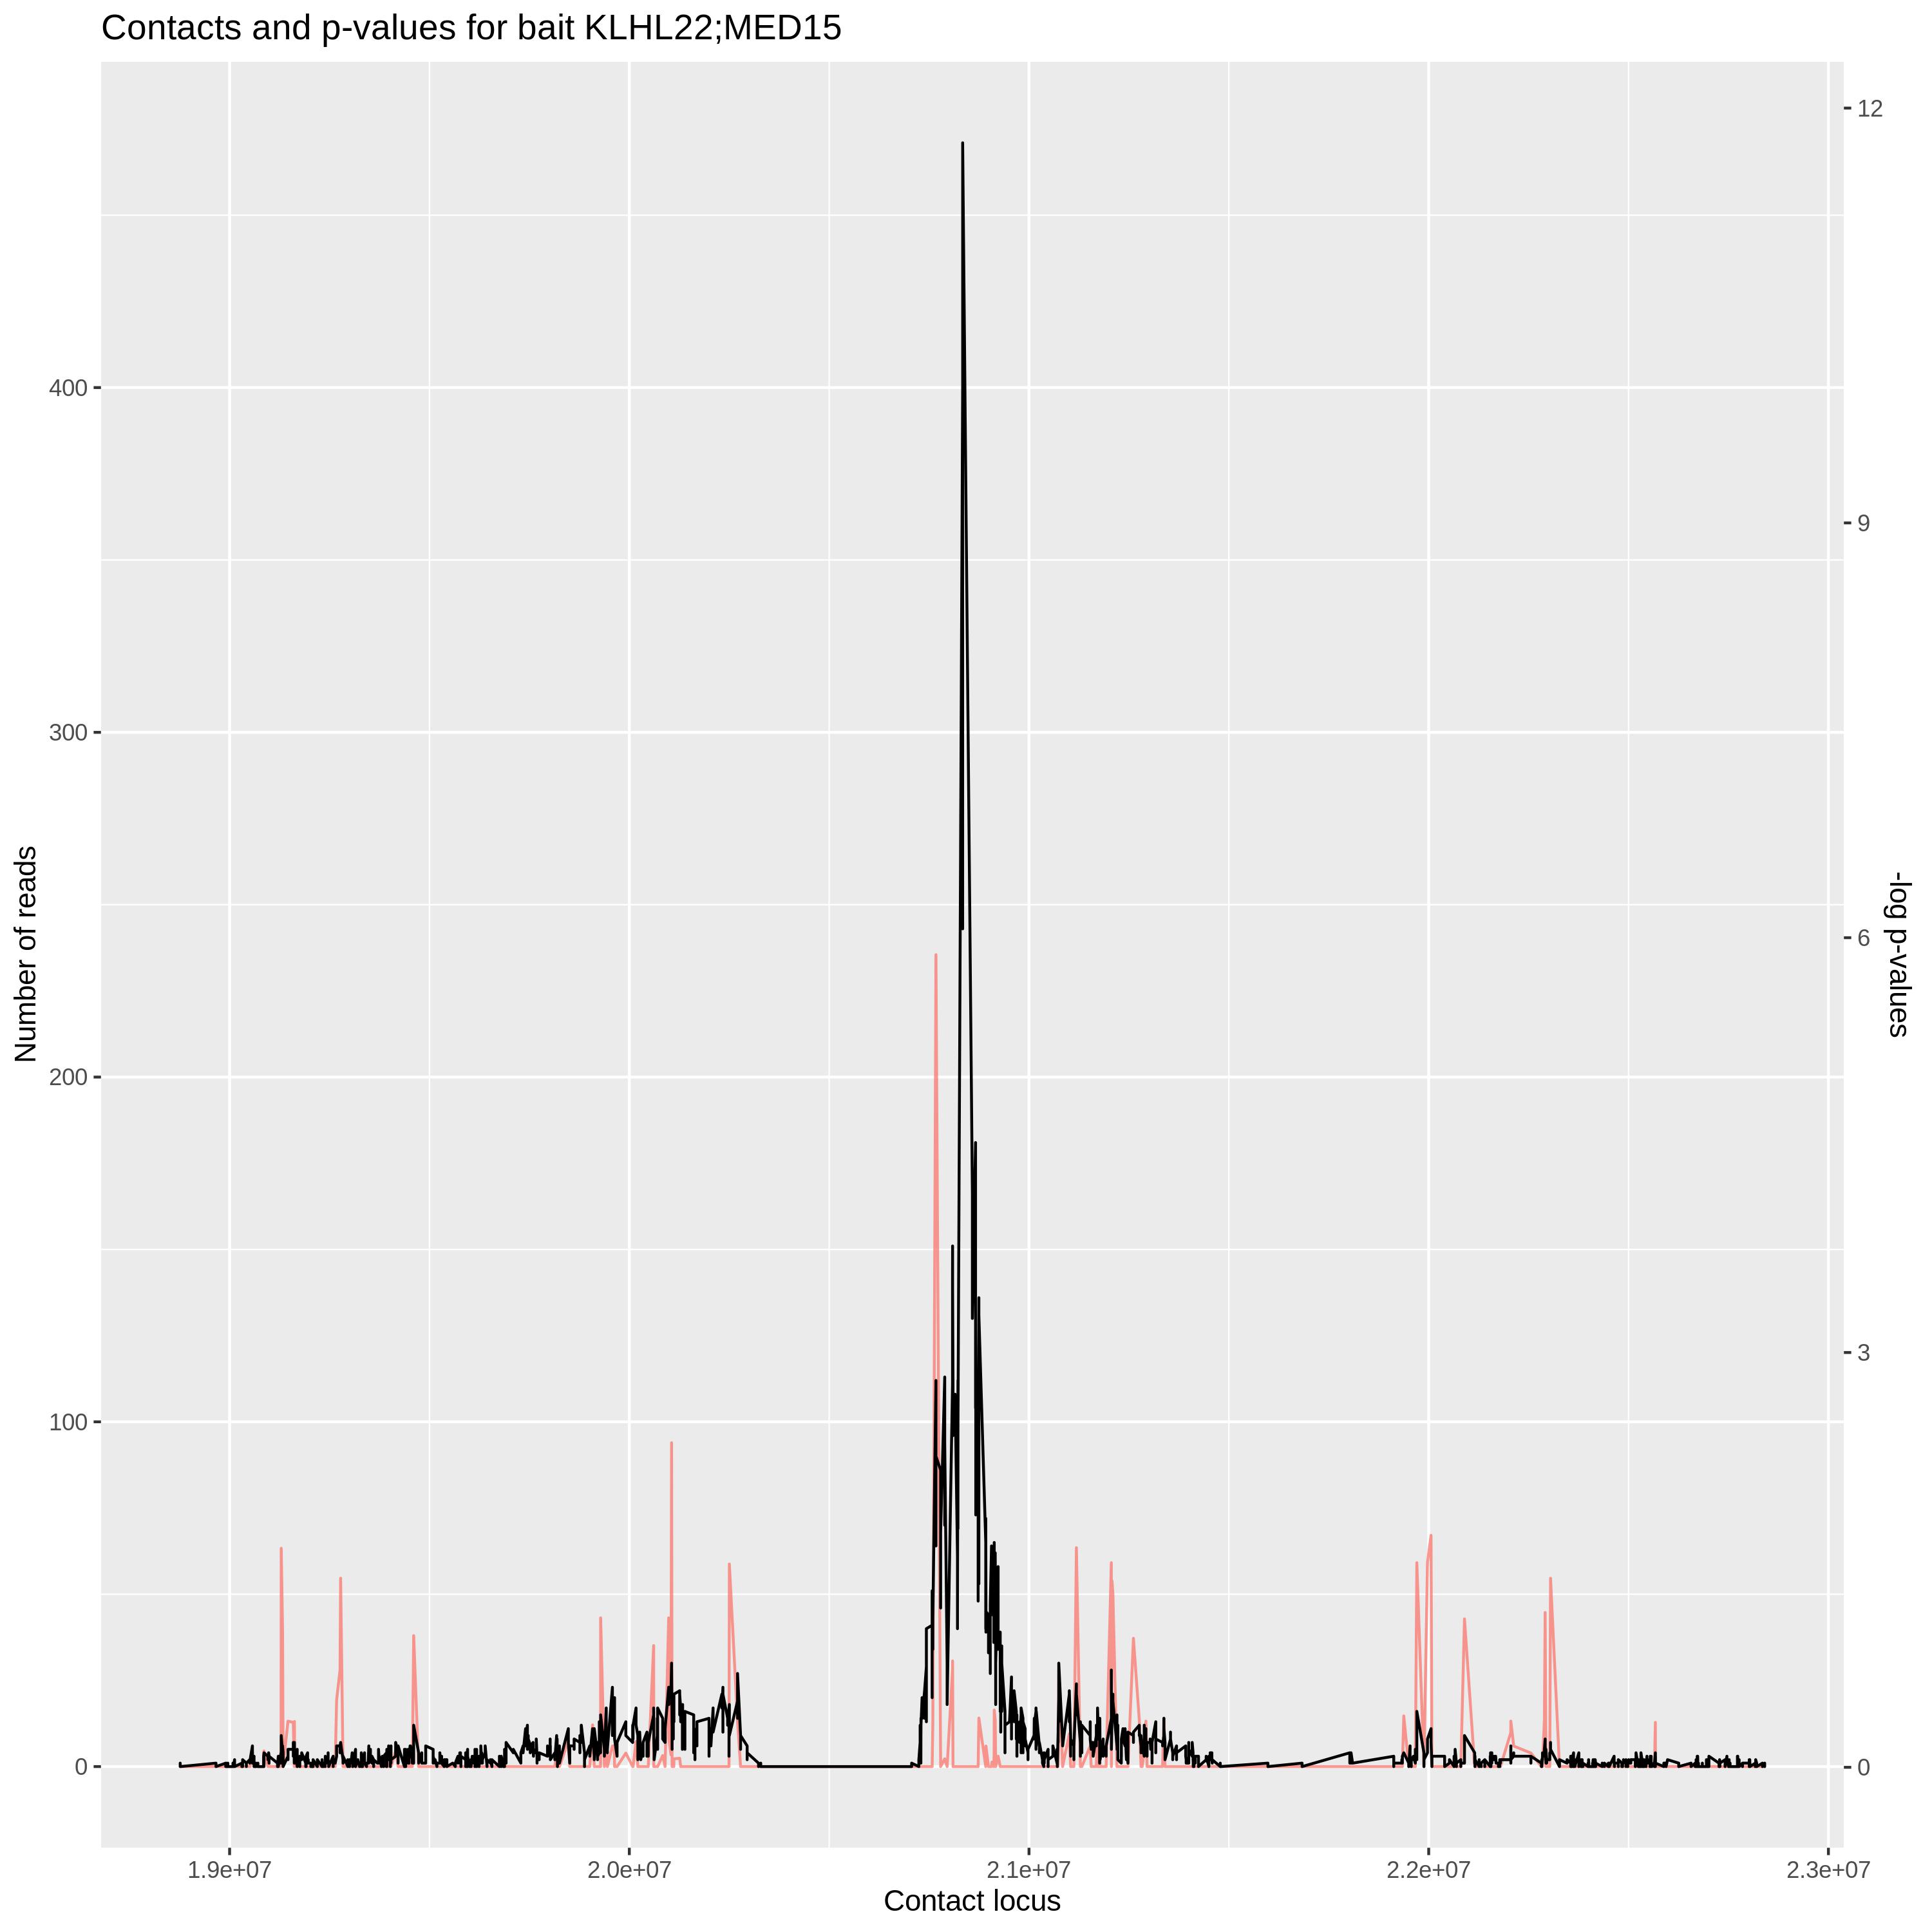 Contacts and p-values for bait KLHL22;MED15
12
9
6
3
0
400
300
200
100
0
Number of reads
-log p-values
1.9e+07
2.0e+07
2.1e+07
2.2e+07
2.3e+07
Contact locus